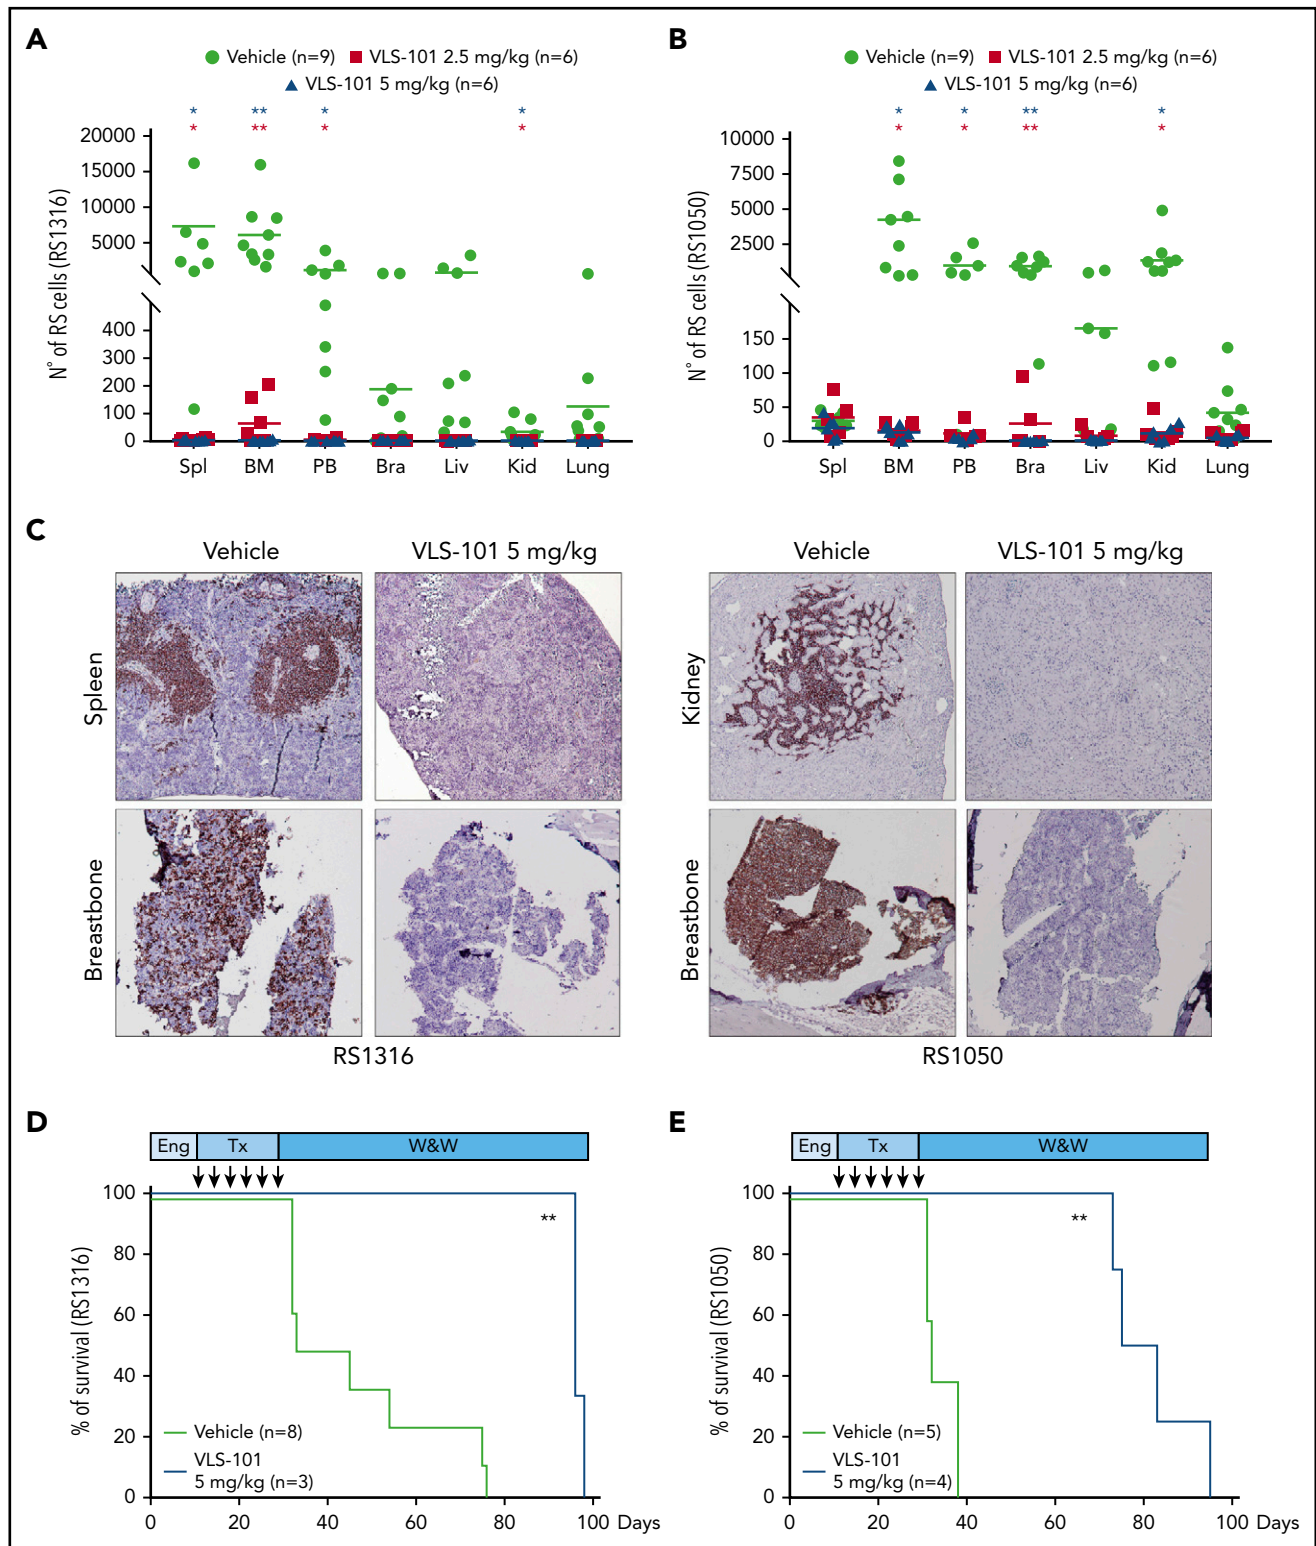 A
Vehicle (n=9) VLS-101 2.5 mg/kg (n=6)
VLS-101 5 mg/kg (n=6)
* ** * *
* ** * *
N° of RS cells (RS1316)
20000
15000
10000
5000
400
300
200
100
0
Spl BM PB Bra Liv Kid Lung
B
Vehicle (n=9) VLS-101 2.5 mg/kg (n=6)
VLS-101 5 mg/kg (n=6)
* * ** *
* * ** *
N° of RS cells (RS1050)
10000
7500
5000
2500
150
100
50
0
Spl BM PB Bra Liv Kid Lung
C
Vehicle VLS-101 5 mg/kg
Spleen
Breastbone
RS1316
Vehicle VLS-101 5 mg/kg
Kidney
Breastbone
RS1050
D
Eng Tx W&W
% of survival (RS1316)
100
80
60
40
20
0
**
Vehicle (n=8)
VLS-101
5 mg/kg (n=3)
0 20 40 60 80 100 Days
E
Eng Tx W&W
% of survival (RS1050)
100
80
60
40
20
0
**
Vehicle (n=5)
VLS-101
5 mg/kg (n=4)
0 20 40 60 80 100 Days